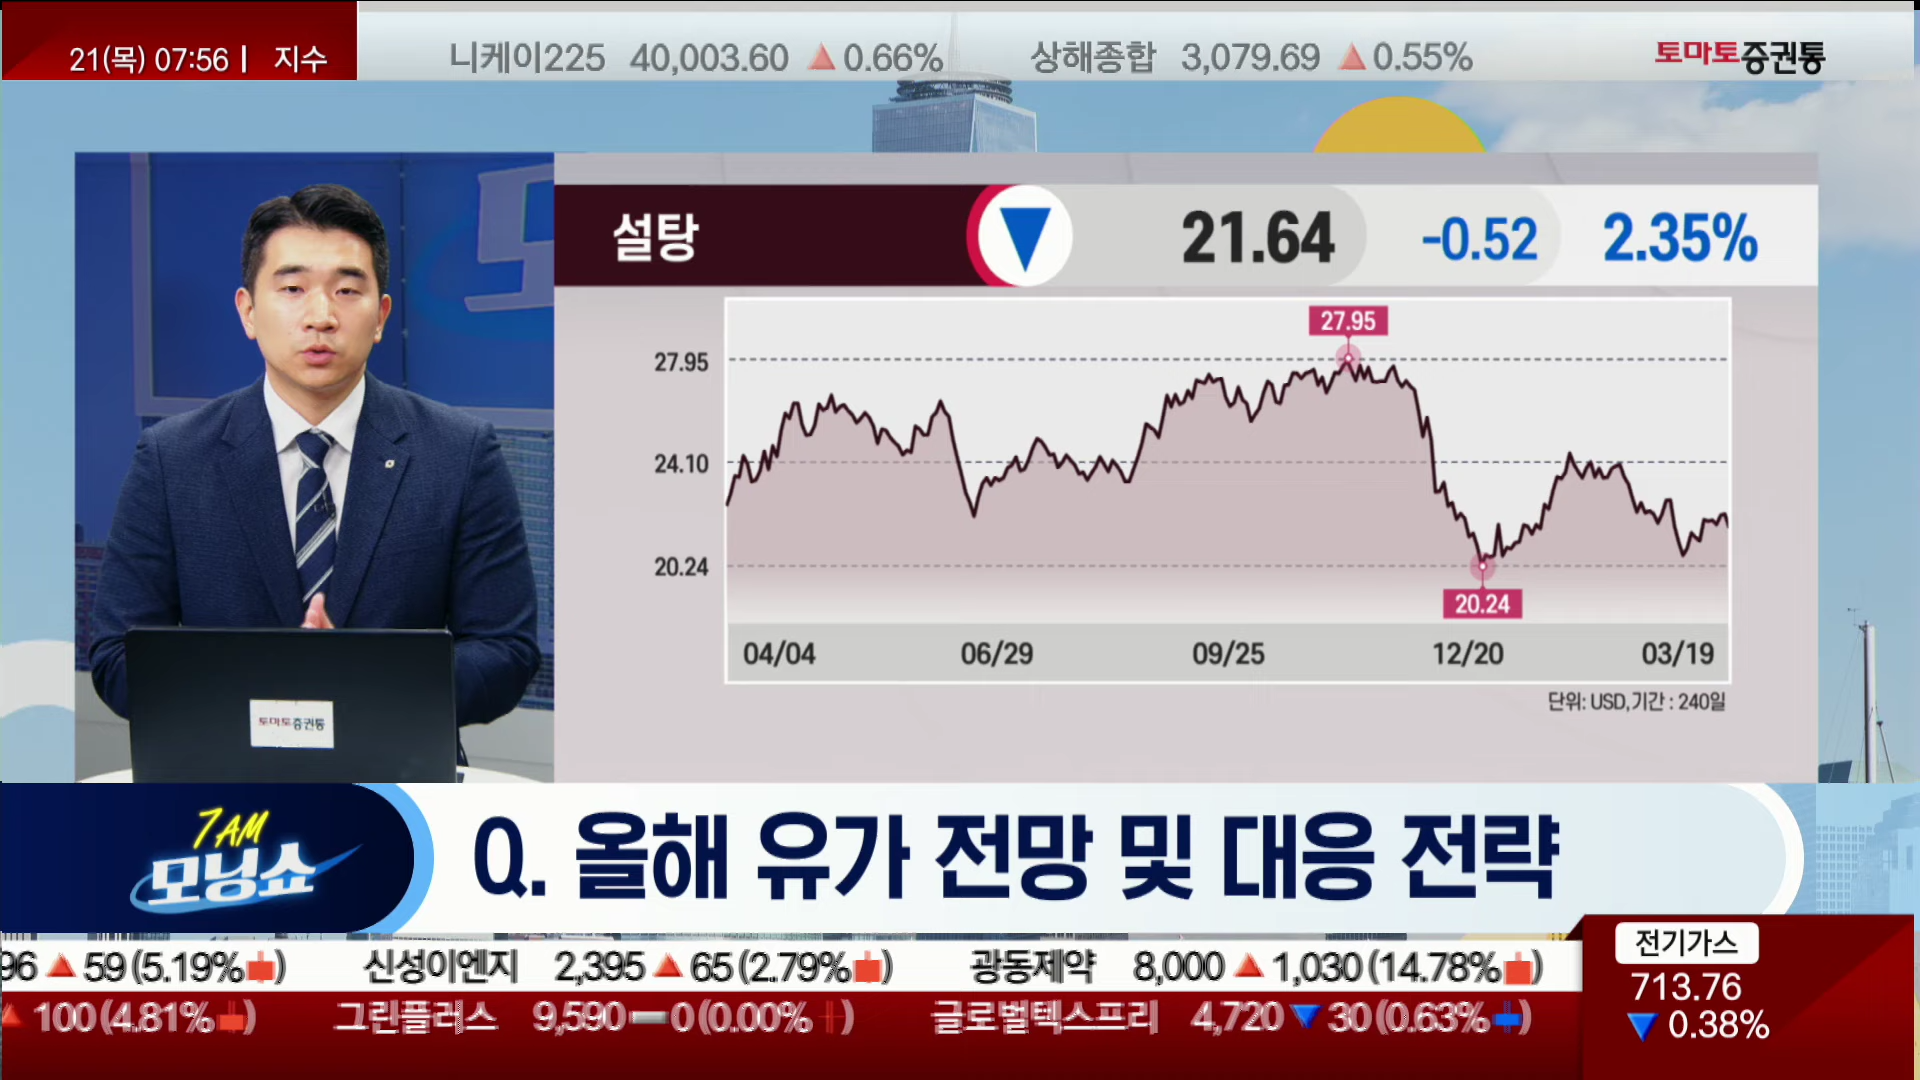 21(목) 07:56 | 지수 니케이225 40,003.60 ▲ 0.66% 상해종합 3,079.69 ▲ 0.55% 토마토증권통
설탕 ▼ 21.64 -0.52 2.35%
27.95
27.95
24.10
20.24
20.24
04/04 06/29 09/25 12/20 03/19
단위: USD, 기간 : 240일
토마토증권통
7AM
모닝쇼
Q. 올해 유가 전망 및 대응 전략
96 ▲ 59 (5.19% ) 신성이엔지 2,395 ▲ 65 (2.79% ) 광동제약 8,000 ▲ 1,030 (14.78% )
▲ 100 (4.81% ) 그린플러스 9,590 0 (0.00% ) 글로벌텍스프리 4,720 ▼ 30 (0.63% )
전기가스
713.76
▼ 0.38%